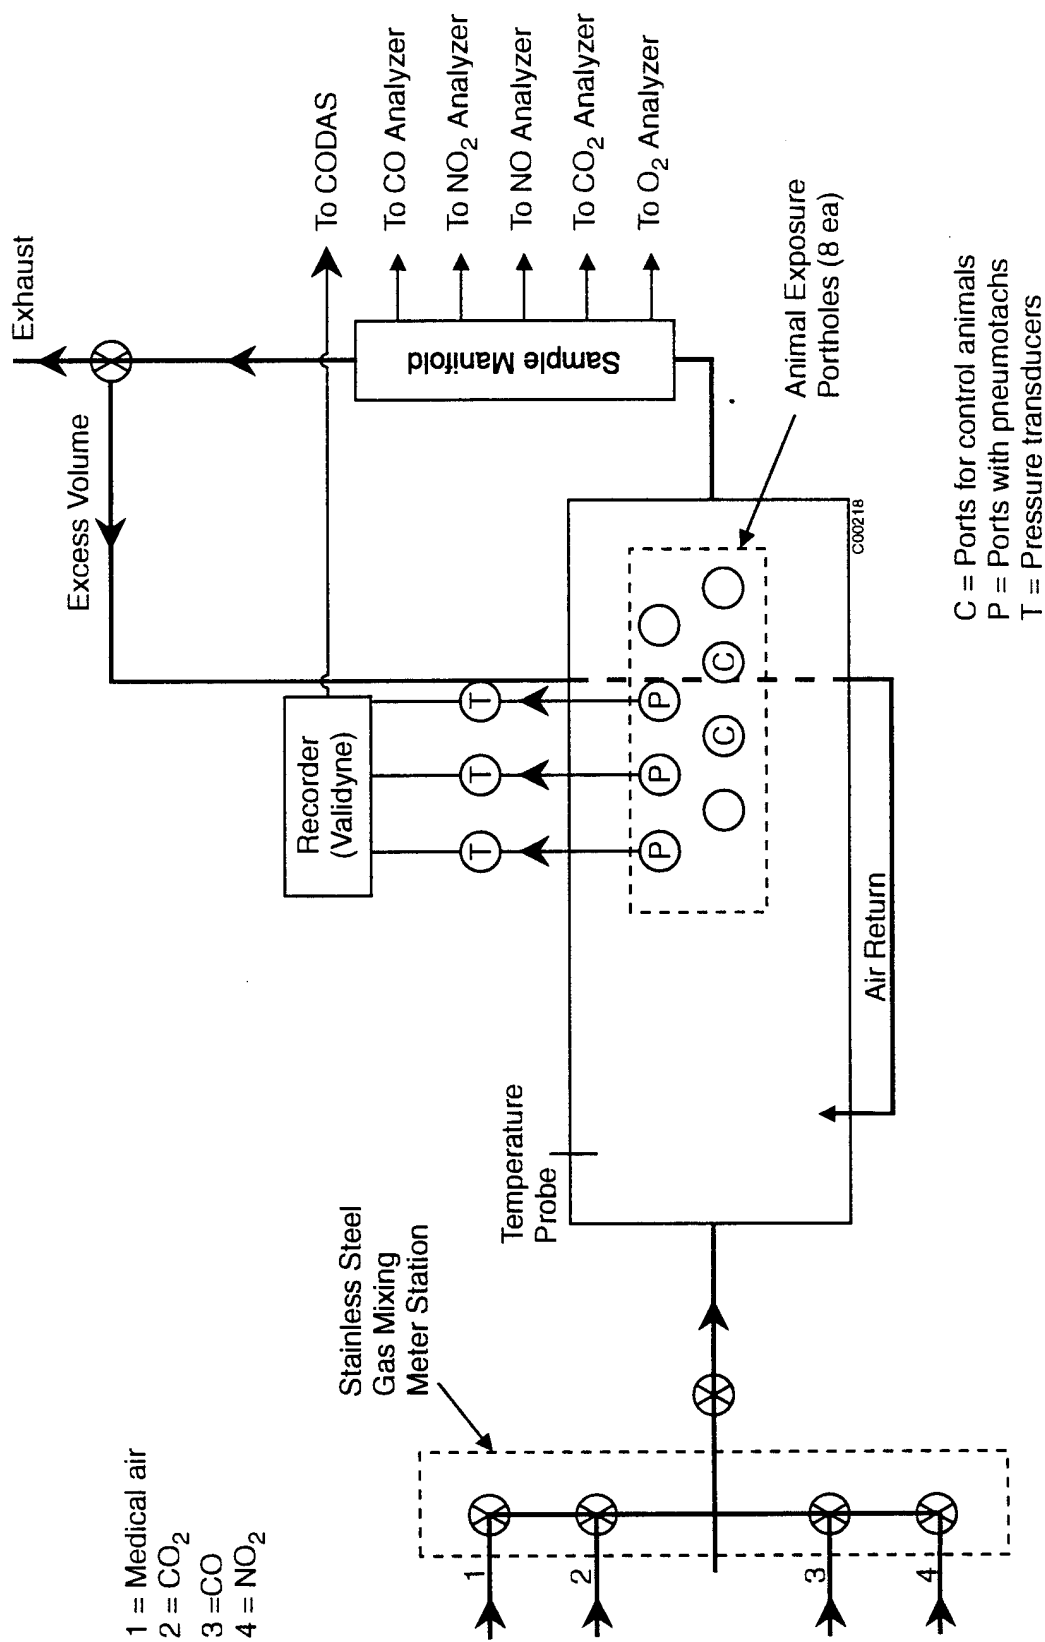 1 = Medical air
2 = CO₂
3 =CO
4 = NO₂
Stainless Steel
Gas Mixing
Meter Station
1
2
3
4
Temperature
Probe
Recorder
(Validyne)
T
T
T
P
P
P
C
C
Air Return
Excess Volume
Exhaust
Sample Manifold
To CODAS
To CO Analyzer
To NO₂ Analyzer
To NO Analyzer
To CO₂ Analyzer
To O₂ Analyzer
Animal Exposure
Portholes (8 ea)
C00218
C = Ports for control animals
P = Ports with pneumotachs
T = Pressure transducers